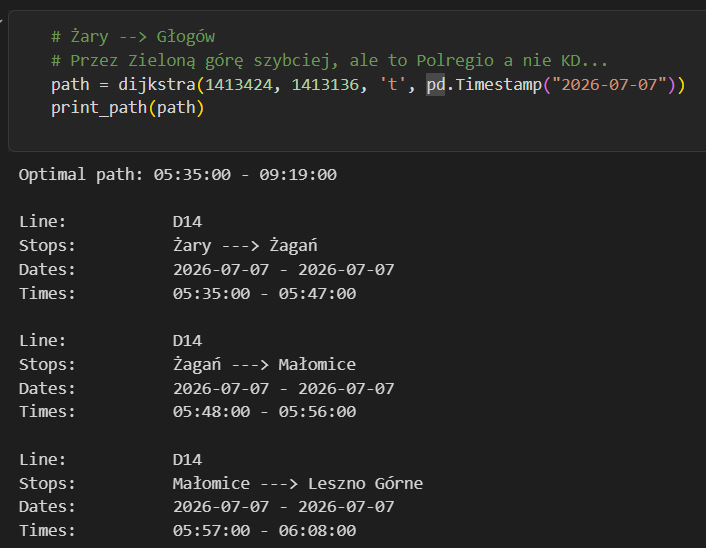 # Żary --> Głogów
# Przez Zieloną górę szybciej, ale to Polregio a nie KD...
path = dijkstra(1413424, 1413136, 't', pd.Timestamp("2026-07-07"))
print_path(path)
Optimal path: 05:35:00 - 09:19:00
Line: D14
Stops: Żary ---> Żagań
Dates: 2026-07-07 - 2026-07-07
Times: 05:35:00 - 05:47:00
Line: D14
Stops: Żagań ---> Małomice
Dates: 2026-07-07 - 2026-07-07
Times: 05:48:00 - 05:56:00
Line: D14
Stops: Małomice ---> Leszno Górne
Dates: 2026-07-07 - 2026-07-07
Times: 05:57:00 - 06:08:00